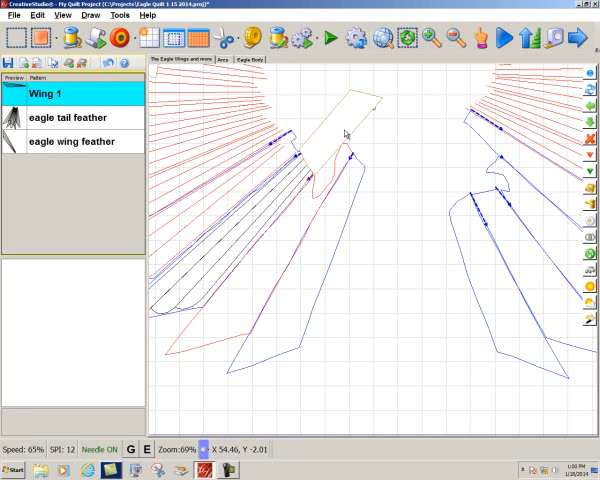 CreativeStudio® - My Quilt Project (C:\Projects\Eagle Quilt 1 15 2014.proj)*
File Edit View Draw Tools Help
The Eagle Wings and more Arcs Eagle Body
Preview Pattern
Wing 1
eagle tail feather
eagle wing feather
Speed: 65% SPI: 12 Needle ON G E Zoom:69% X 54.46, Y -2.01
Start
1:00 PM
1/18/2014